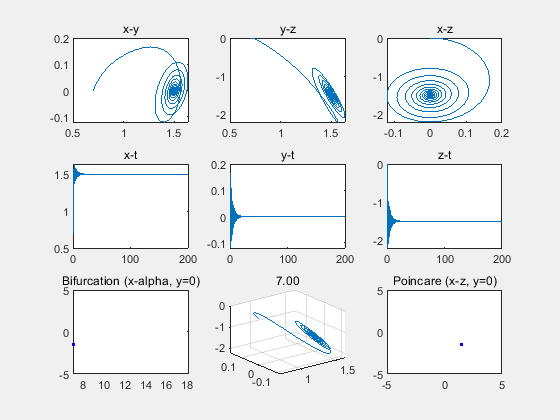 x-y y-z x-z
0.2 0 0
0.1 -1 -1
0 -2 -2
-0.1
0.5 1 1.5 0.5 1 1.5 -0.1 0 0.1 0.2
x-t y-t z-t
1.5 0.2 0
1 0.1 -1
0.5 0 -2
-0.1
0 100 200 0 100 200 0 100 200
Bifurcation (x-alpha, y=0) 7.00 Poincare (x-z, y=0)
5 0 5
0 -1 0
-5 -2 -5
8 10 12 14 16 18 0.1 0 -0.1 1 1.5 -5 0 5